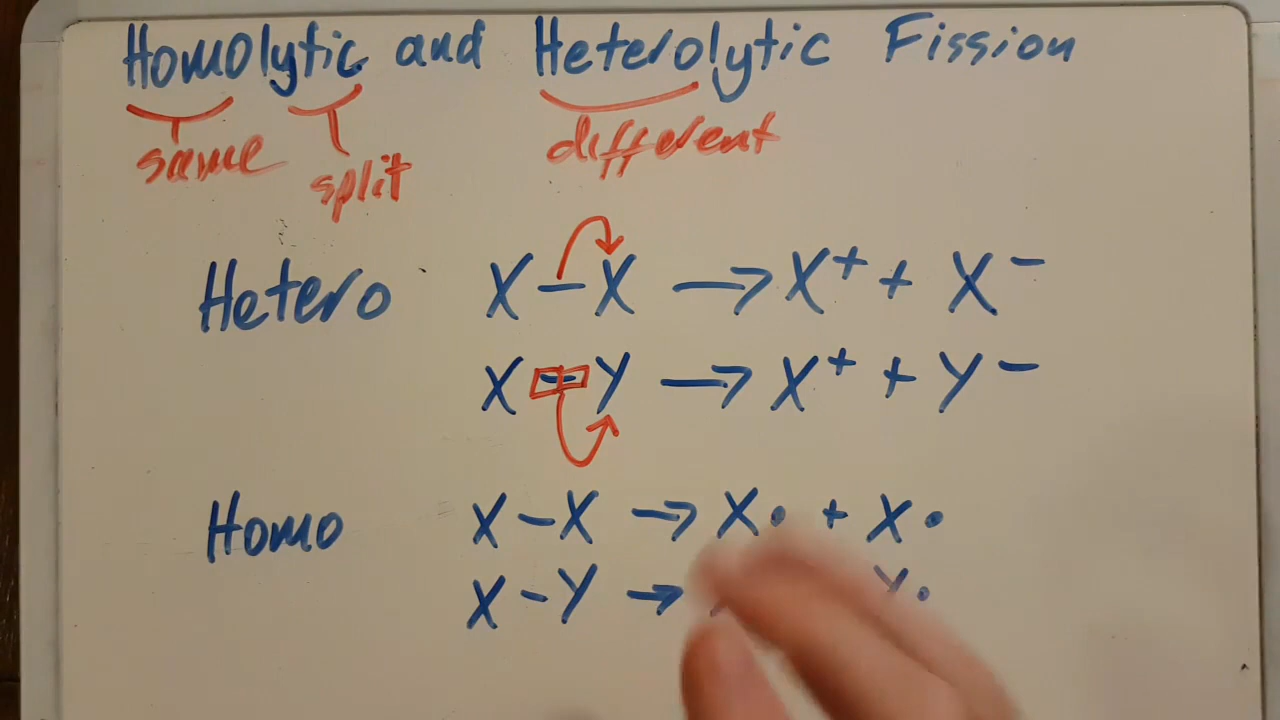 Homolytic and Heterolytic Fission
same split different
Hetero X-X → X⁺ + X⁻
X-Y → X⁺ + Y⁻
Homo X-X → X• + X•
X-Y → Y•